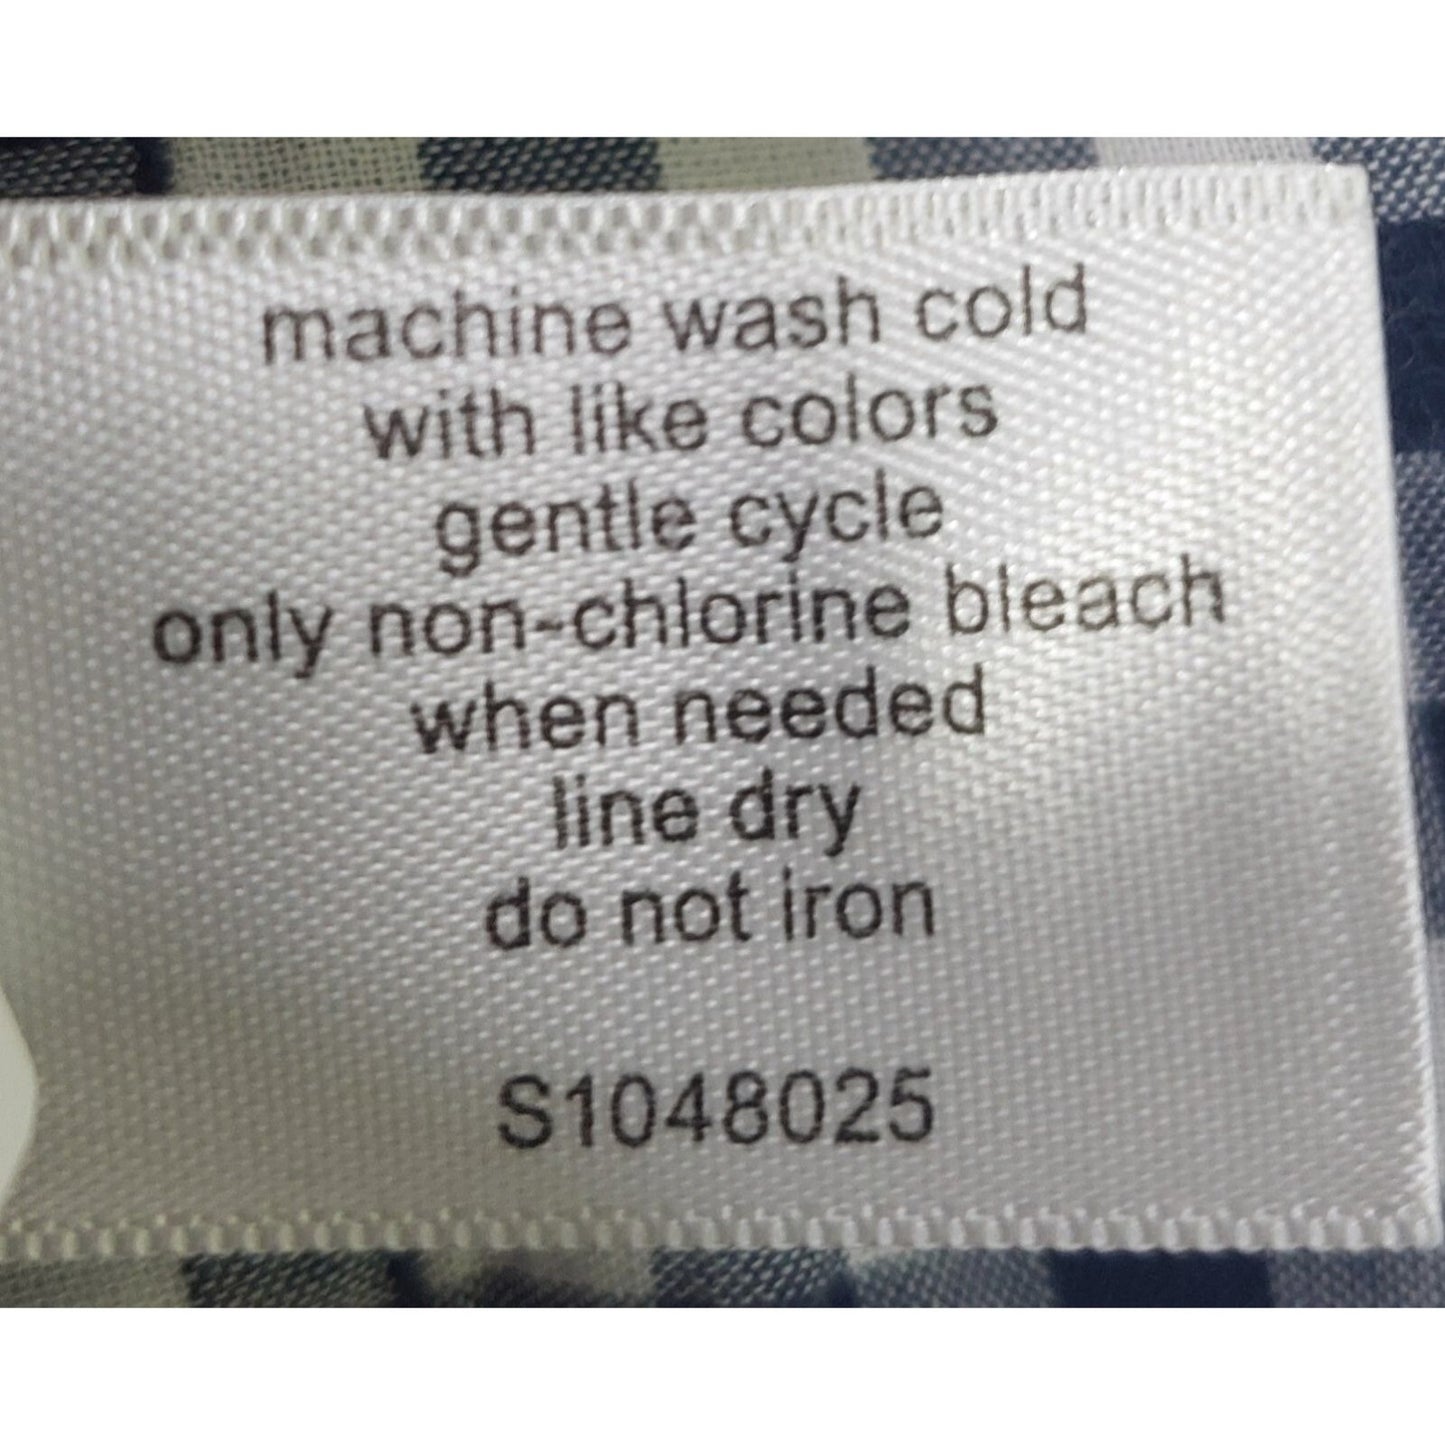 machine wash cold
with like colors
gentle cycle
only non-chlorine bleach
when needed
line dry
do not iron
S1048025